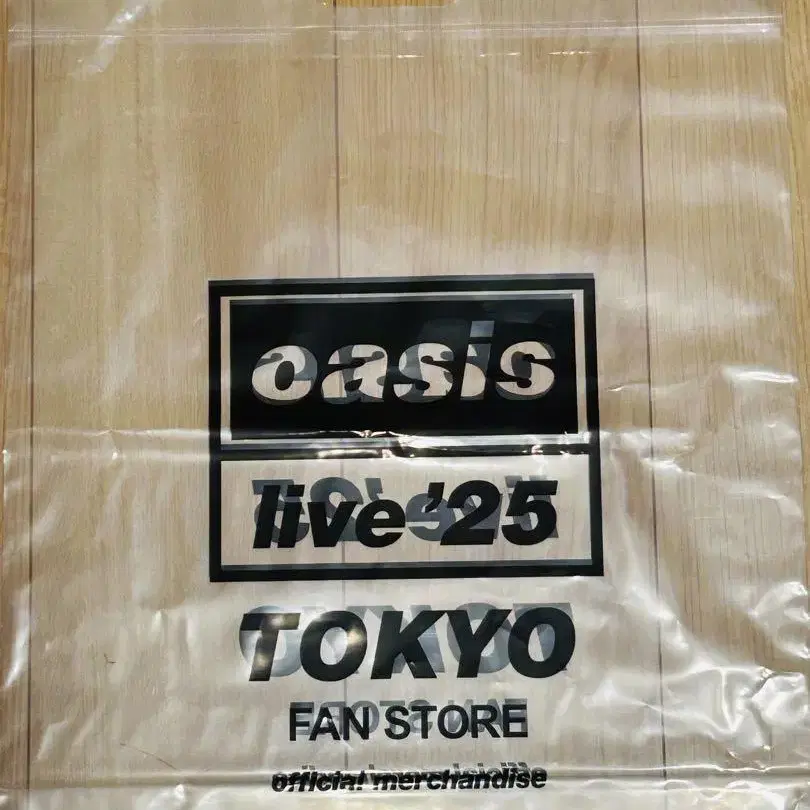 oasis
live '25
TOKYO
FAN STORE
official merchandise